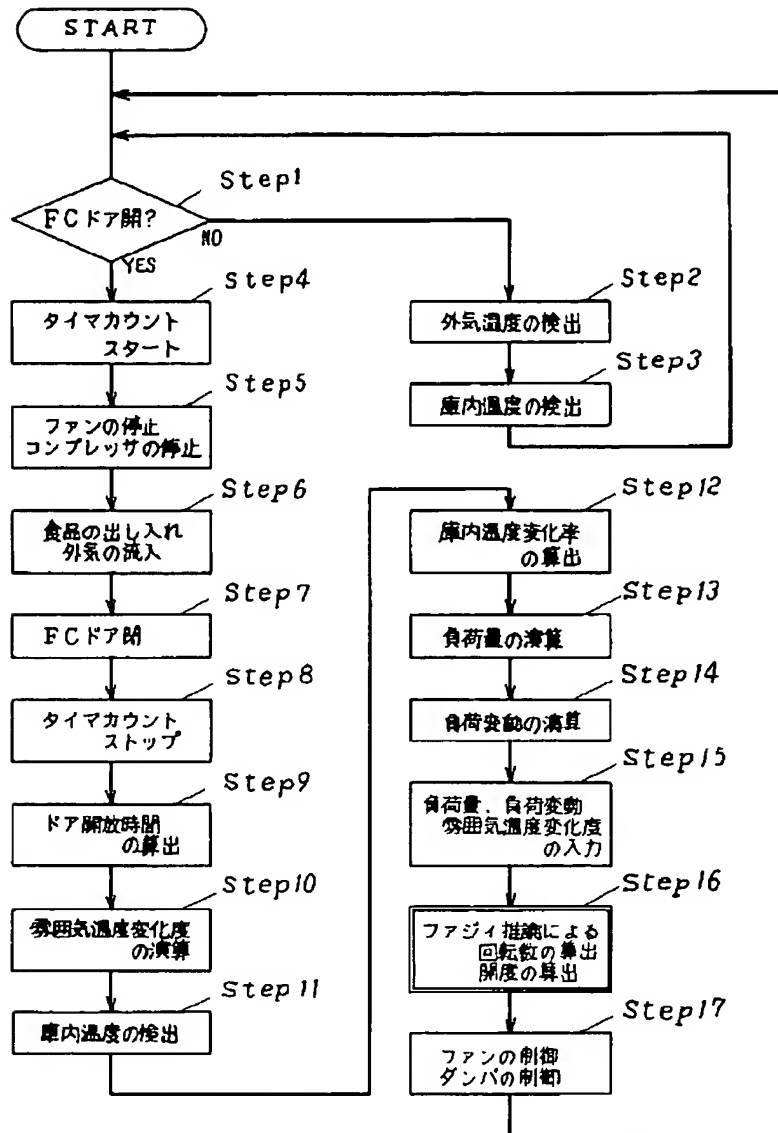 START
Step1
FCドア開?
NO
YES
Step4
タイマカウント
スタート
Step5
ファンの停止
コンプレッサの停止
Step6
食品の出し入れ
外気の流入
Step7
FCドア閉
Step8
タイマカウント
ストップ
Step9
ドア開放時間
の算出
Step10
雰囲気温度変化度
の演算
Step11
庫内温度の検出
Step2
外気温度の検出
Step3
庫内温度の検出
Step12
庫内温度変化率
の算出
Step13
負荷量の演算
Step14
負荷変動の演算
Step15
負荷量、負荷変動
雰囲気温度変化度
の入力
Step16
ファジィ推論による
回転数の算出
開度の算出
Step17
ファンの制御
ダンパの制御